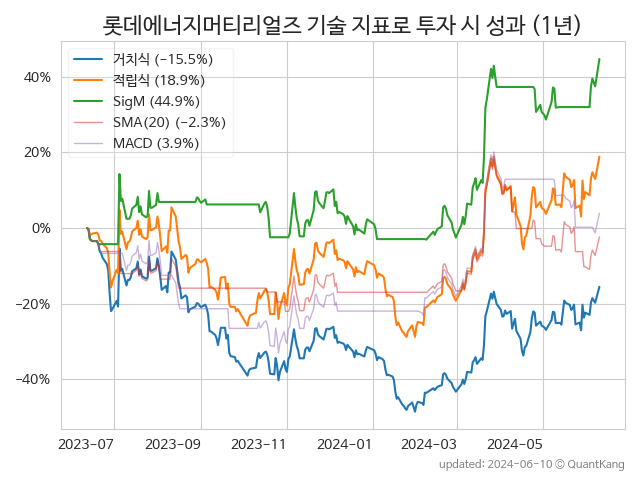 롯데에너지머티리얼즈 기술 지표로 투자 시 성과 (1년)
거치식 (−15.5%)
적립식 (18.9%)
SigM (44.9%)
SMA(20) (−2.3%)
MACD (3.9%)
40%
20%
0%
−20%
−40%
2023−07
2023−09
2023−11
2024−01
2024−03
2024−05
updated: 2024−06−10 © QuantKang